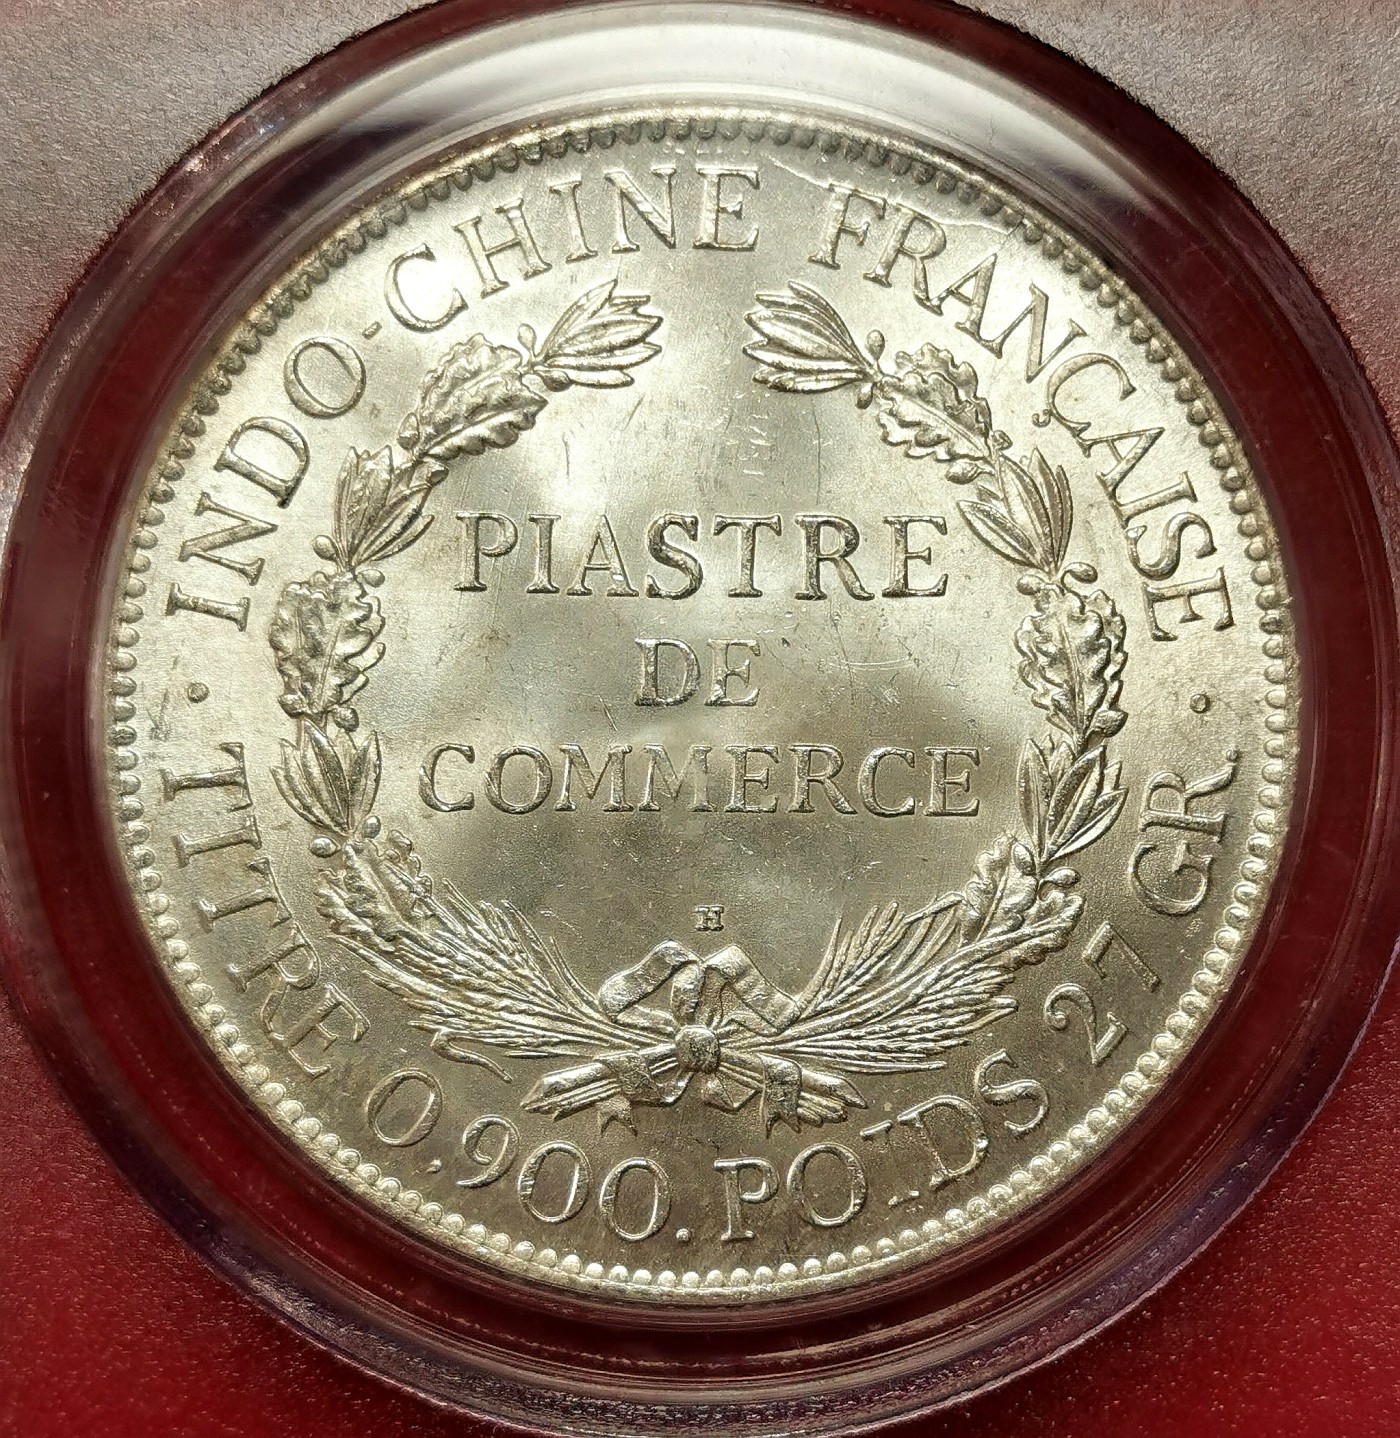 INDO-CHINE FRANÇAISE
PIASTRE
DE
COMMERCE
H
· TITRE 0.900. POIDS 27 GR. ·